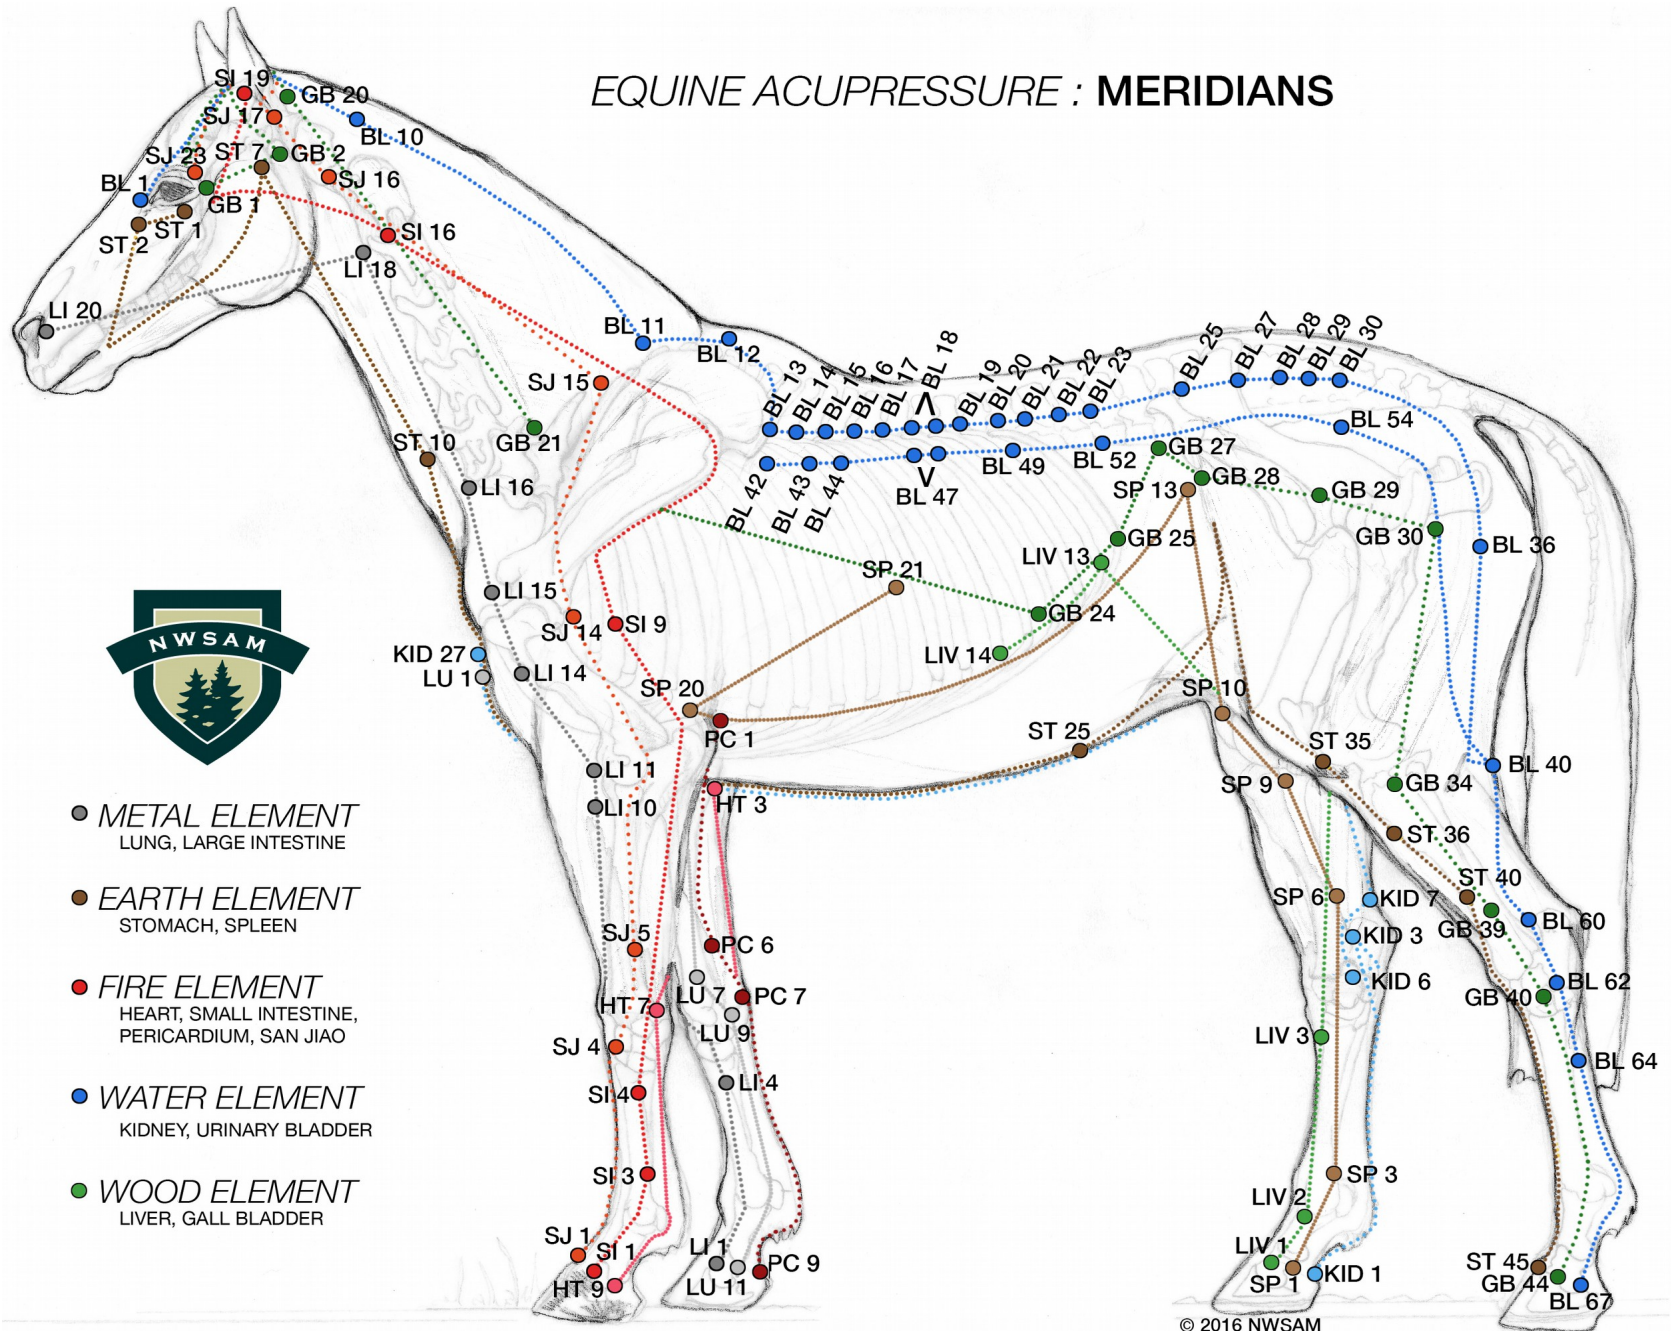 EQUINE ACUPRESSURE : MERIDIANS
SI 19
GB 20
SJ 17
BL 10
SJ 23
ST 7
GB 2
SJ 16
BL 1
GB 1
ST 1
ST 2
SI 16
LI 18
LI 20
BL 11
BL 12
BL 13
BL 14
BL 15
BL 16
BL 17
BL 18
BL 19
BL 20
BL 21
BL 22
BL 23
BL 25
BL 27
BL 28
BL 29
BL 30
SJ 15
GB 21
ST 10
LI 16
BL 42
BL 43
BL 44
BL 47
BL 49
BL 52
BL 54
GB 27
GB 28
SP 13
GB 29
GB 30
BL 36
GB 25
LIV 13
SP 21
GB 24
LIV 14
LI 15
SJ 14
SI 9
KID 27
LU 1
LI 14
SP 20
PC 1
SP 10
ST 25
ST 35
LI 11
LI 10
HT 3
SP 9
GB 34
BL 40
ST 36
NWSAM
METAL ELEMENT
LUNG, LARGE INTESTINE
EARTH ELEMENT
STOMACH, SPLEEN
FIRE ELEMENT
HEART, SMALL INTESTINE,
PERICARDIUM, SAN JIAO
WATER ELEMENT
KIDNEY, URINARY BLADDER
WOOD ELEMENT
LIVER, GALL BLADDER
SJ 5
PC 6
HT 7
LU 7
PC 7
LU 9
SJ 4
SI 4
LI 4
SI 3
SJ 1
SI 1
HT 9
LI 1
LU 11
PC 9
SP 6
KID 7
KID 3
KID 6
ST 40
GB 39
BL 60
BL 62
GB 40
LIV 3
BL 64
SP 3
LIV 2
LIV 1
SP 1
KID 1
ST 45
GB 44
BL 67
© 2016 NWSAM